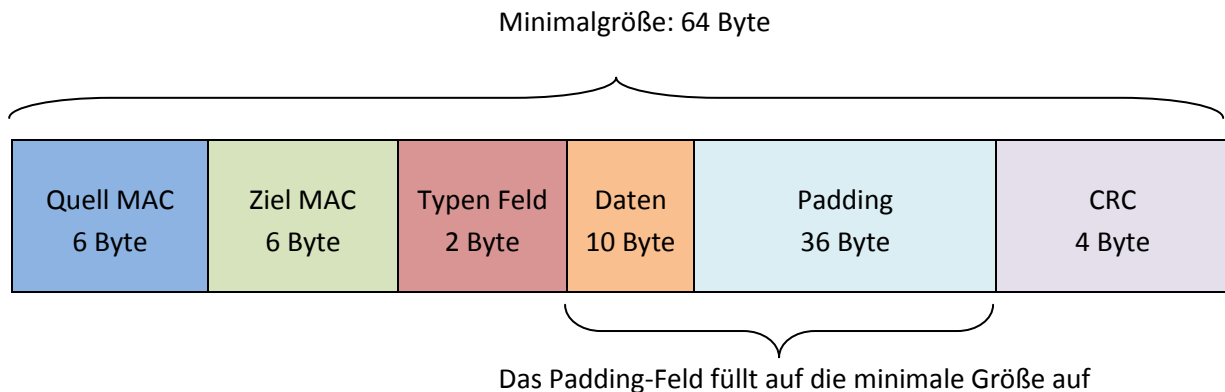 Minimalgröße: 64 Byte
Quell MAC
6 Byte
Ziel MAC
6 Byte
Typen Feld
2 Byte
Daten
10 Byte
Padding
36 Byte
CRC
4 Byte
Das Padding-Feld füllt auf die minimale Größe auf